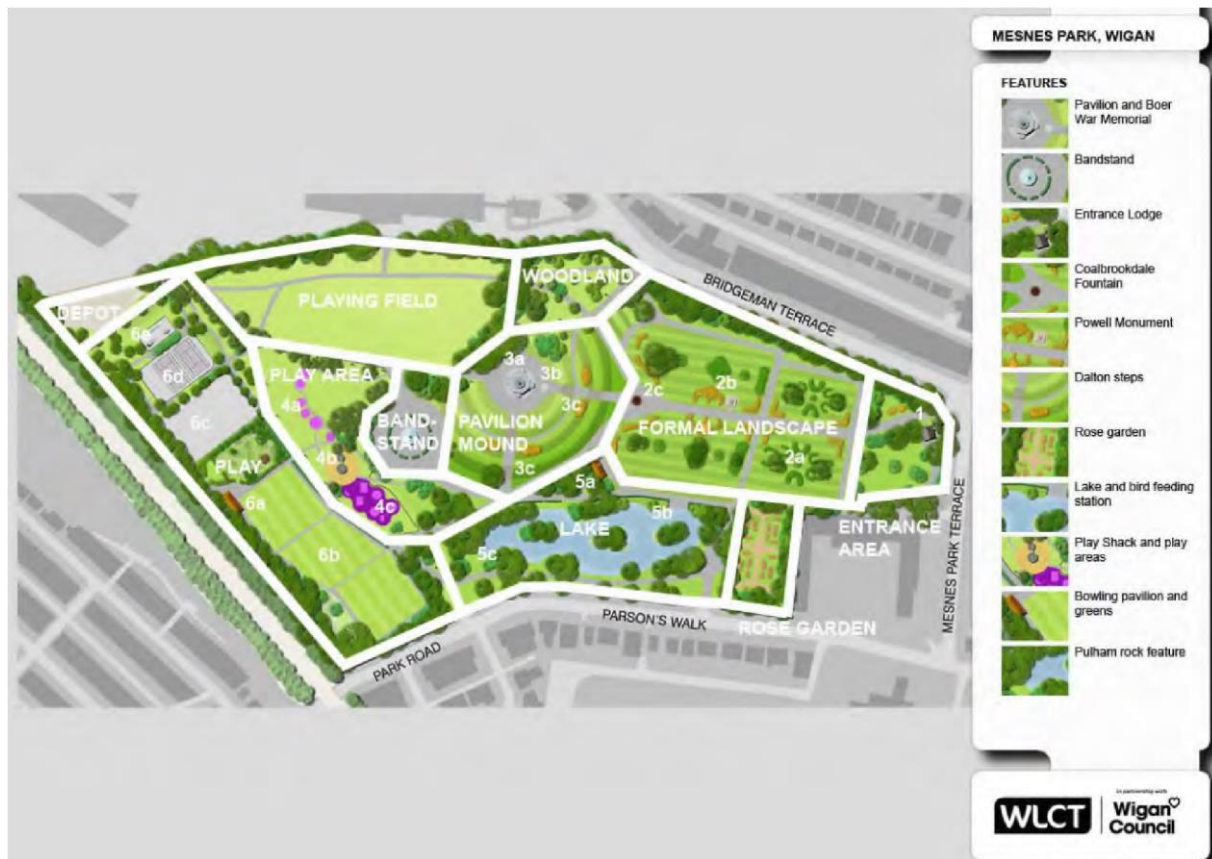 MESNES PARK, WIGAN
FEATURES
Pavilion and Boer
War Memorial
Bandstand
Entrance Lodge
Coalbrookdale
Fountain
Powell Monument
Dalton steps
Rose garden
Lake and bird feeding
station
Play Shack and play
areas
Bowling pavilion and
greens
Pulham rock feature
in partnership with
WLCT
Wigan
Council
WOODLAND
BRIDGEMAN TERRACE
PLAYING FIELD
DEPOT
6e
6d
6c
PLAY AREA
4a
3a
3b
3c
2c
2b
1
BAND-
STAND
PAVILION
MOUND
FORMAL LANDSCAPE
4b
2a
PLAY
3c
5a
6a
4c
5b
LAKE
ENTRANCE
AREA
6b
5c
MESNES PARK TERRACE
PARSON'S WALK
ROSE GARDEN
PARK ROAD